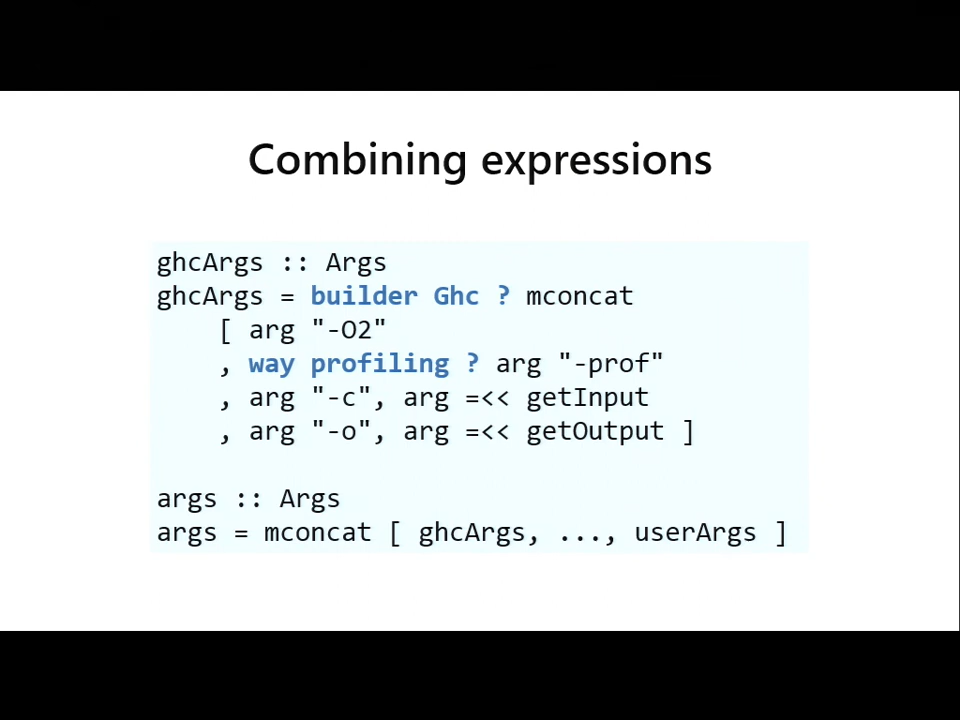 Combining expressions
ghcArgs :: Args
ghcArgs = builder Ghc ? mconcat
    [ arg "-O2"
    , way profiling ? arg "-prof"
    , arg "-c", arg =<< getInput
    , arg "-o", arg =<< getOutput ]
args :: Args
args = mconcat [ ghcArgs, ..., userArgs ]